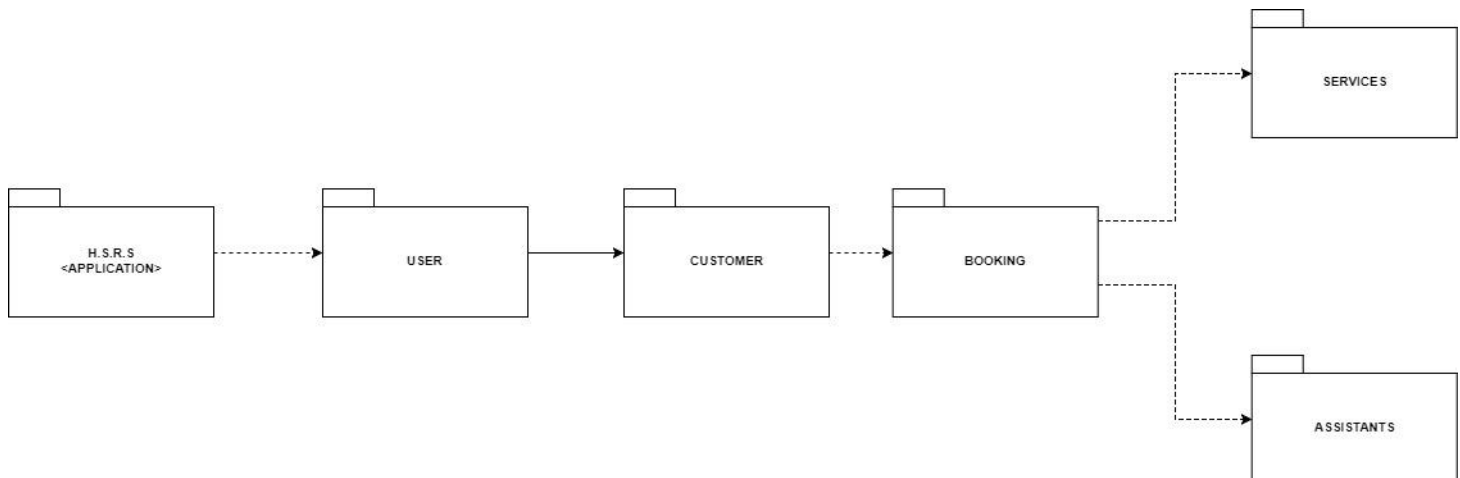 SERVICES
H.S.R.S
<APPLICATION>
USER
CUSTOMER
BOOKING
ASSISTANTS